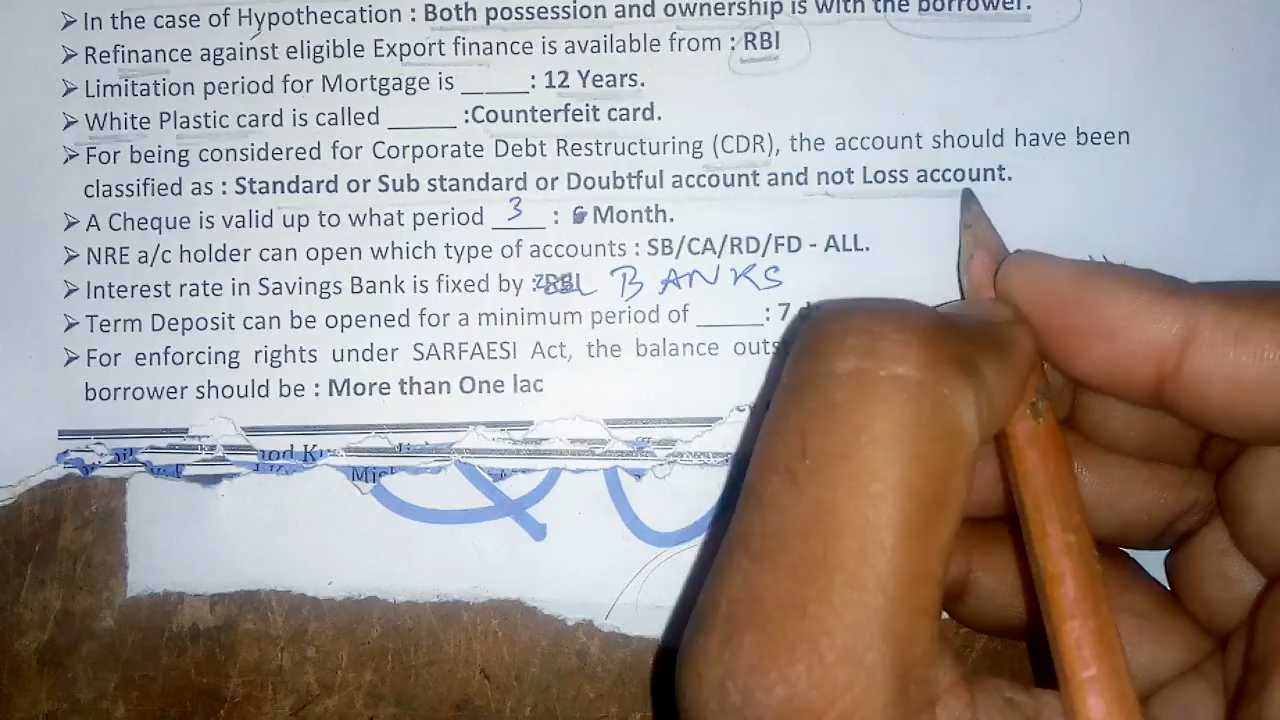 ➢ In the case of Hypothecation : Both possession and ownership is with the borrower.
➢ Refinance against eligible Export finance is available from : RBI
➢ Limitation period for Mortgage is _____: 12 Years.
➢ White Plastic card is called _____ :Counterfeit card.
➢ For being considered for Corporate Debt Restructuring (CDR), the account should have been
classified as : Standard or Sub standard or Doubtful account and not Loss account.
➢ A Cheque is valid up to what period 3 : 6 Month.
➢ NRE a/c holder can open which type of accounts : SB/CA/RD/FD - ALL.
➢ Interest rate in Savings Bank is fixed by : RBI BANKS
➢ Term Deposit can be opened for a minimum period of _____: 7
➢ For enforcing rights under SARFAESI Act, the balance
borrower should be : More than One lac